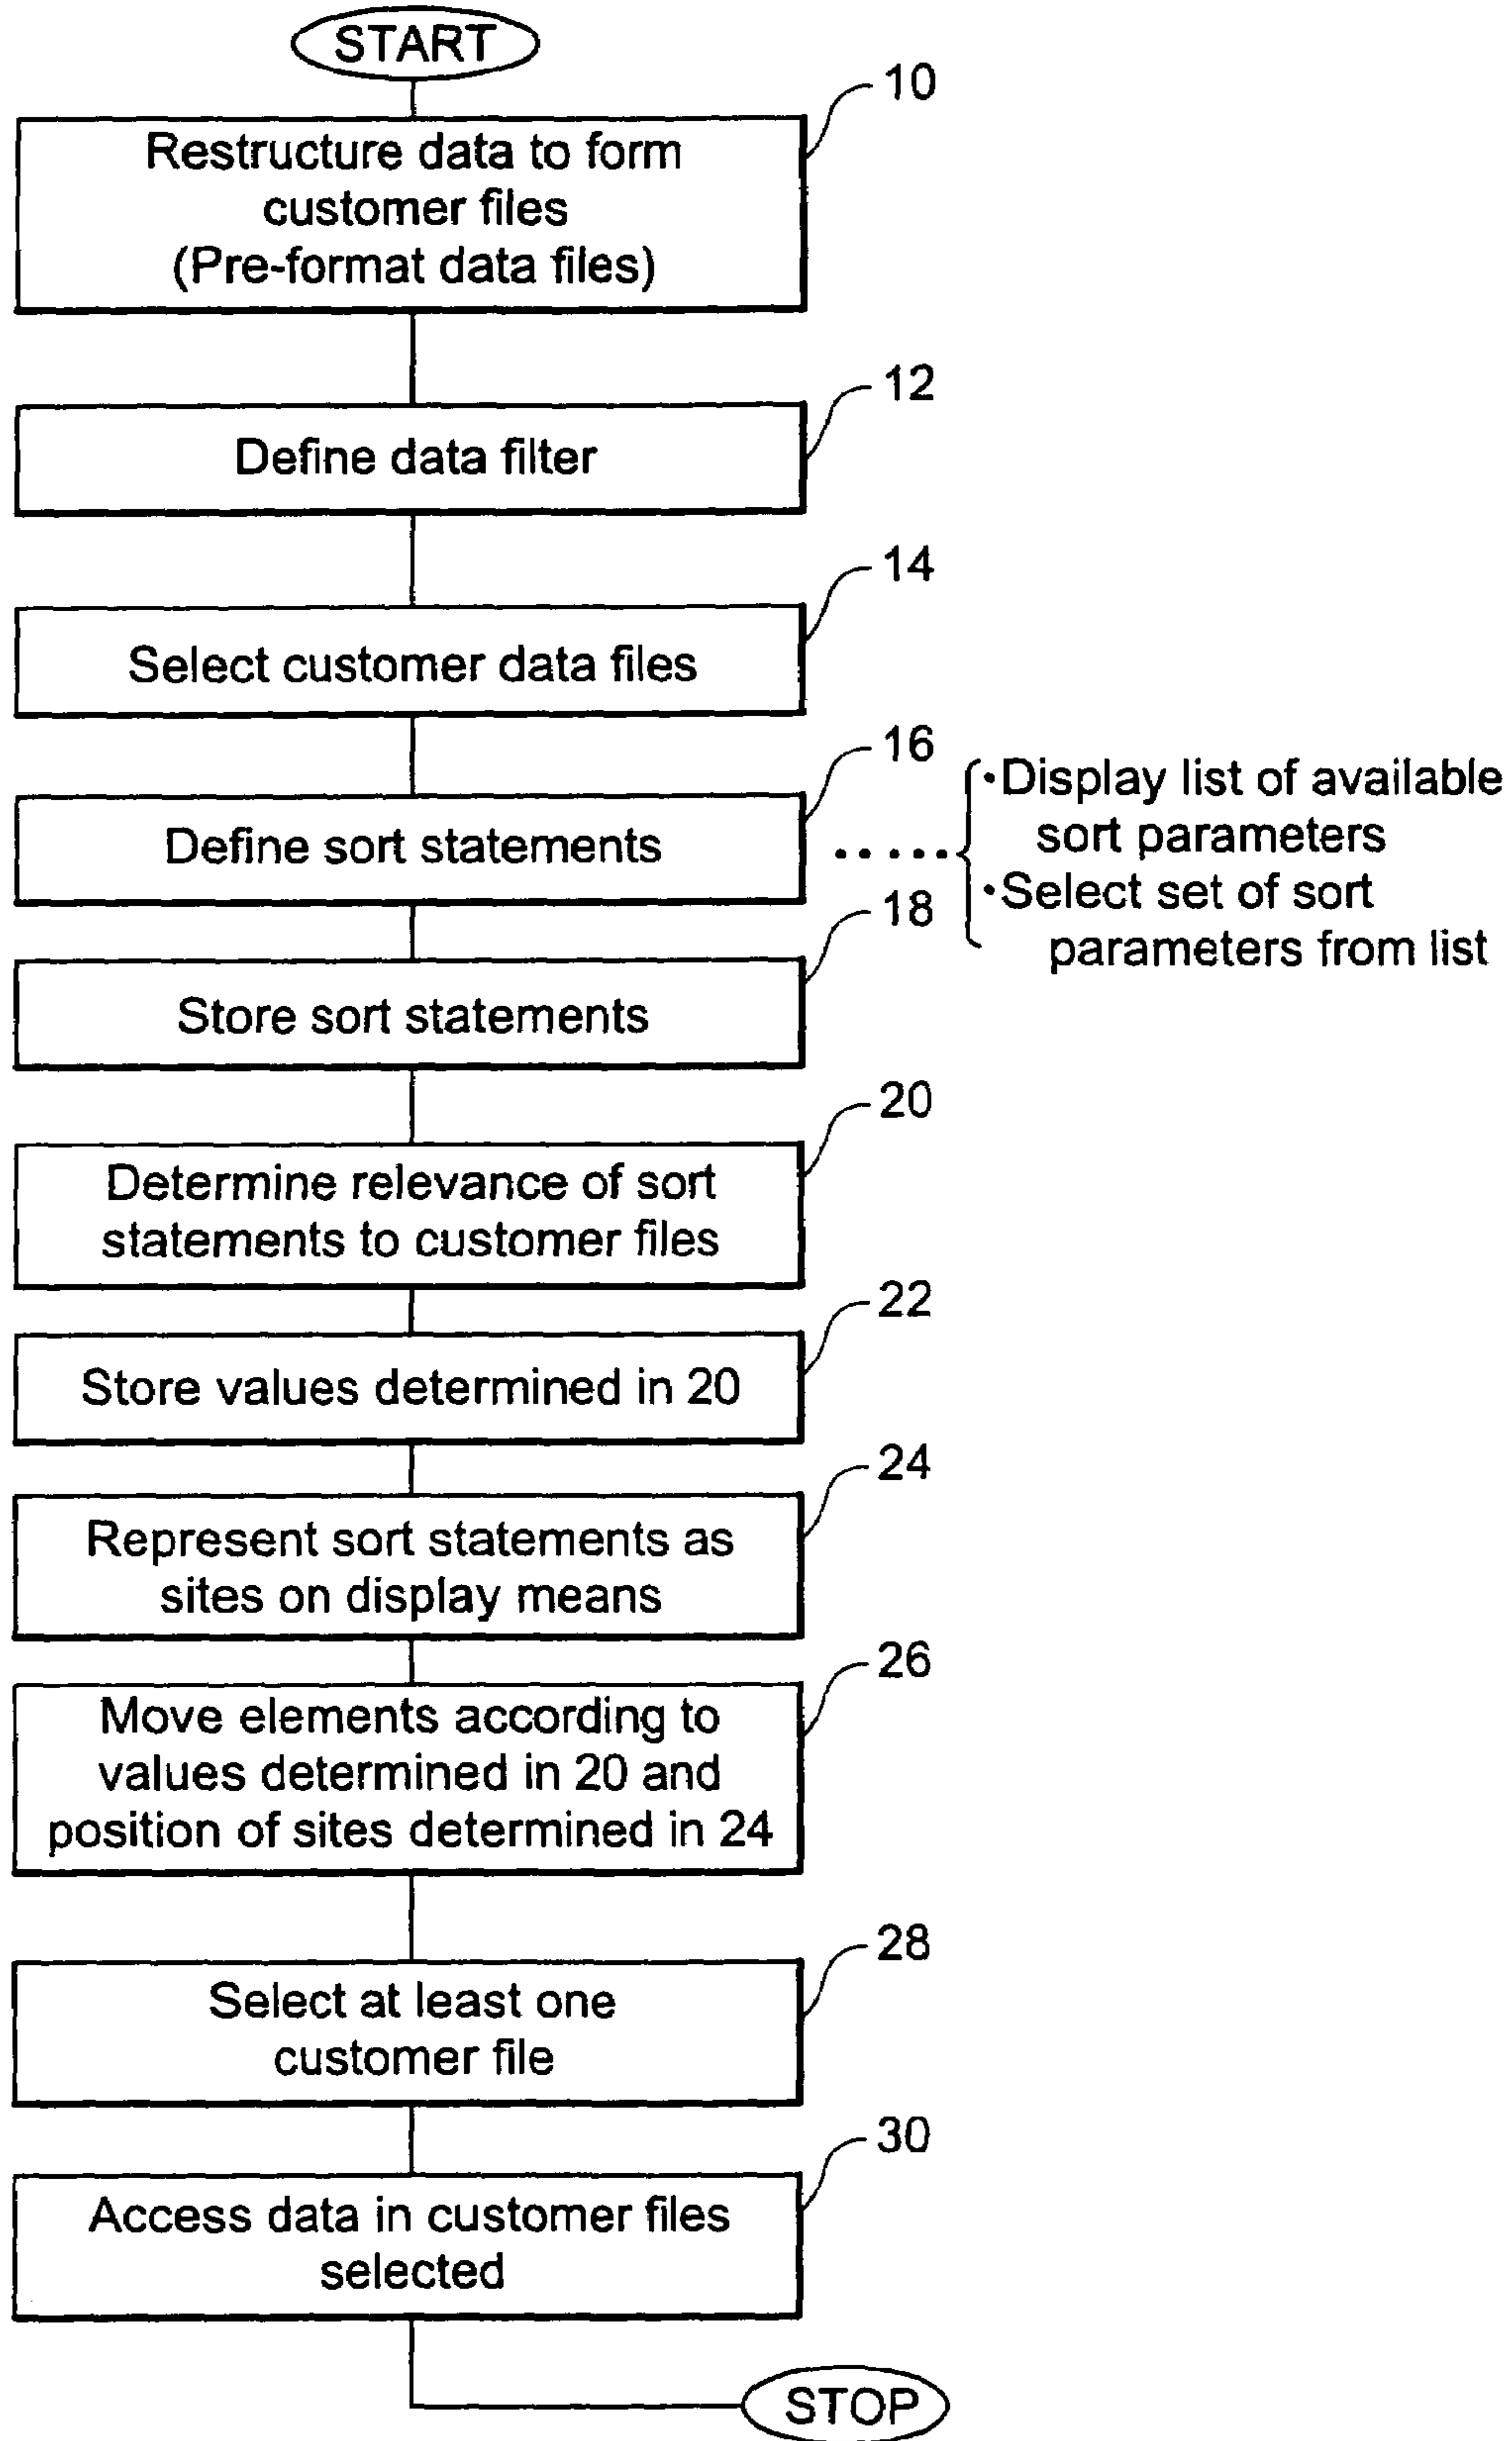 START
10
Restructure data to form
customer files
(Pre-format data files)
12
Define data filter
14
Select customer data files
16
Define sort statements
•Display list of available
sort parameters
•Select set of sort
parameters from list
18
Store sort statements
20
Determine relevance of sort
statements to customer files
22
Store values determined in 20
24
Represent sort statements as
sites on display means
26
Move elements according to
values determined in 20 and
position of sites determined in 24
28
Select at least one
customer file
30
Access data in customer files
selected
STOP